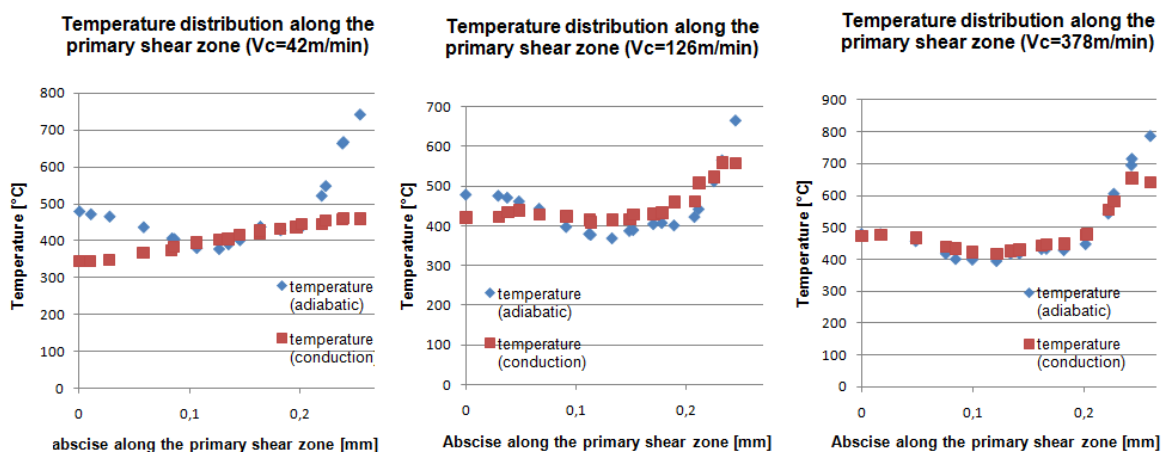 Temperature distribution along the
primary shear zone (Vc=42m/min)
800
700
600
500
400
300
200
100
0
Temperature [°C]
temperature
(adiabatic)
temperature
(conduction
0
0,1
0,2
abscise along the primary shear zone [mm]
Temperature distribution along the
primary shear zone (Vc=126m/min)
700
600
500
400
300
200
100
0
Temperature [°C]
temperature
(adiabatic)
temperature
(conduction)
0
0,1
0,2
Abscise along the primary shear zone [mm]
Temperature distribution along the
primary shear zone (Vc=378m/min)
900
800
700
600
500
400
300
200
100
0
Temperature [°C]
temperature
(adiabatic)
temperature
(conduction)
0
0,1
0,2
Abscise along the primary shear zone [mm]